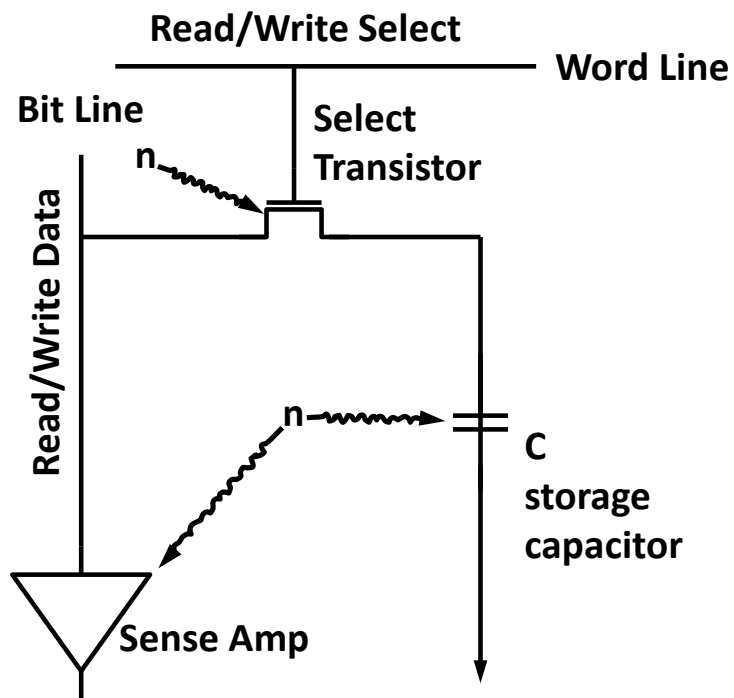 Read/Write Select
Word Line
Bit Line
Select
Transistor
n
Read/Write Data
n
C
storage
capacitor
Sense Amp